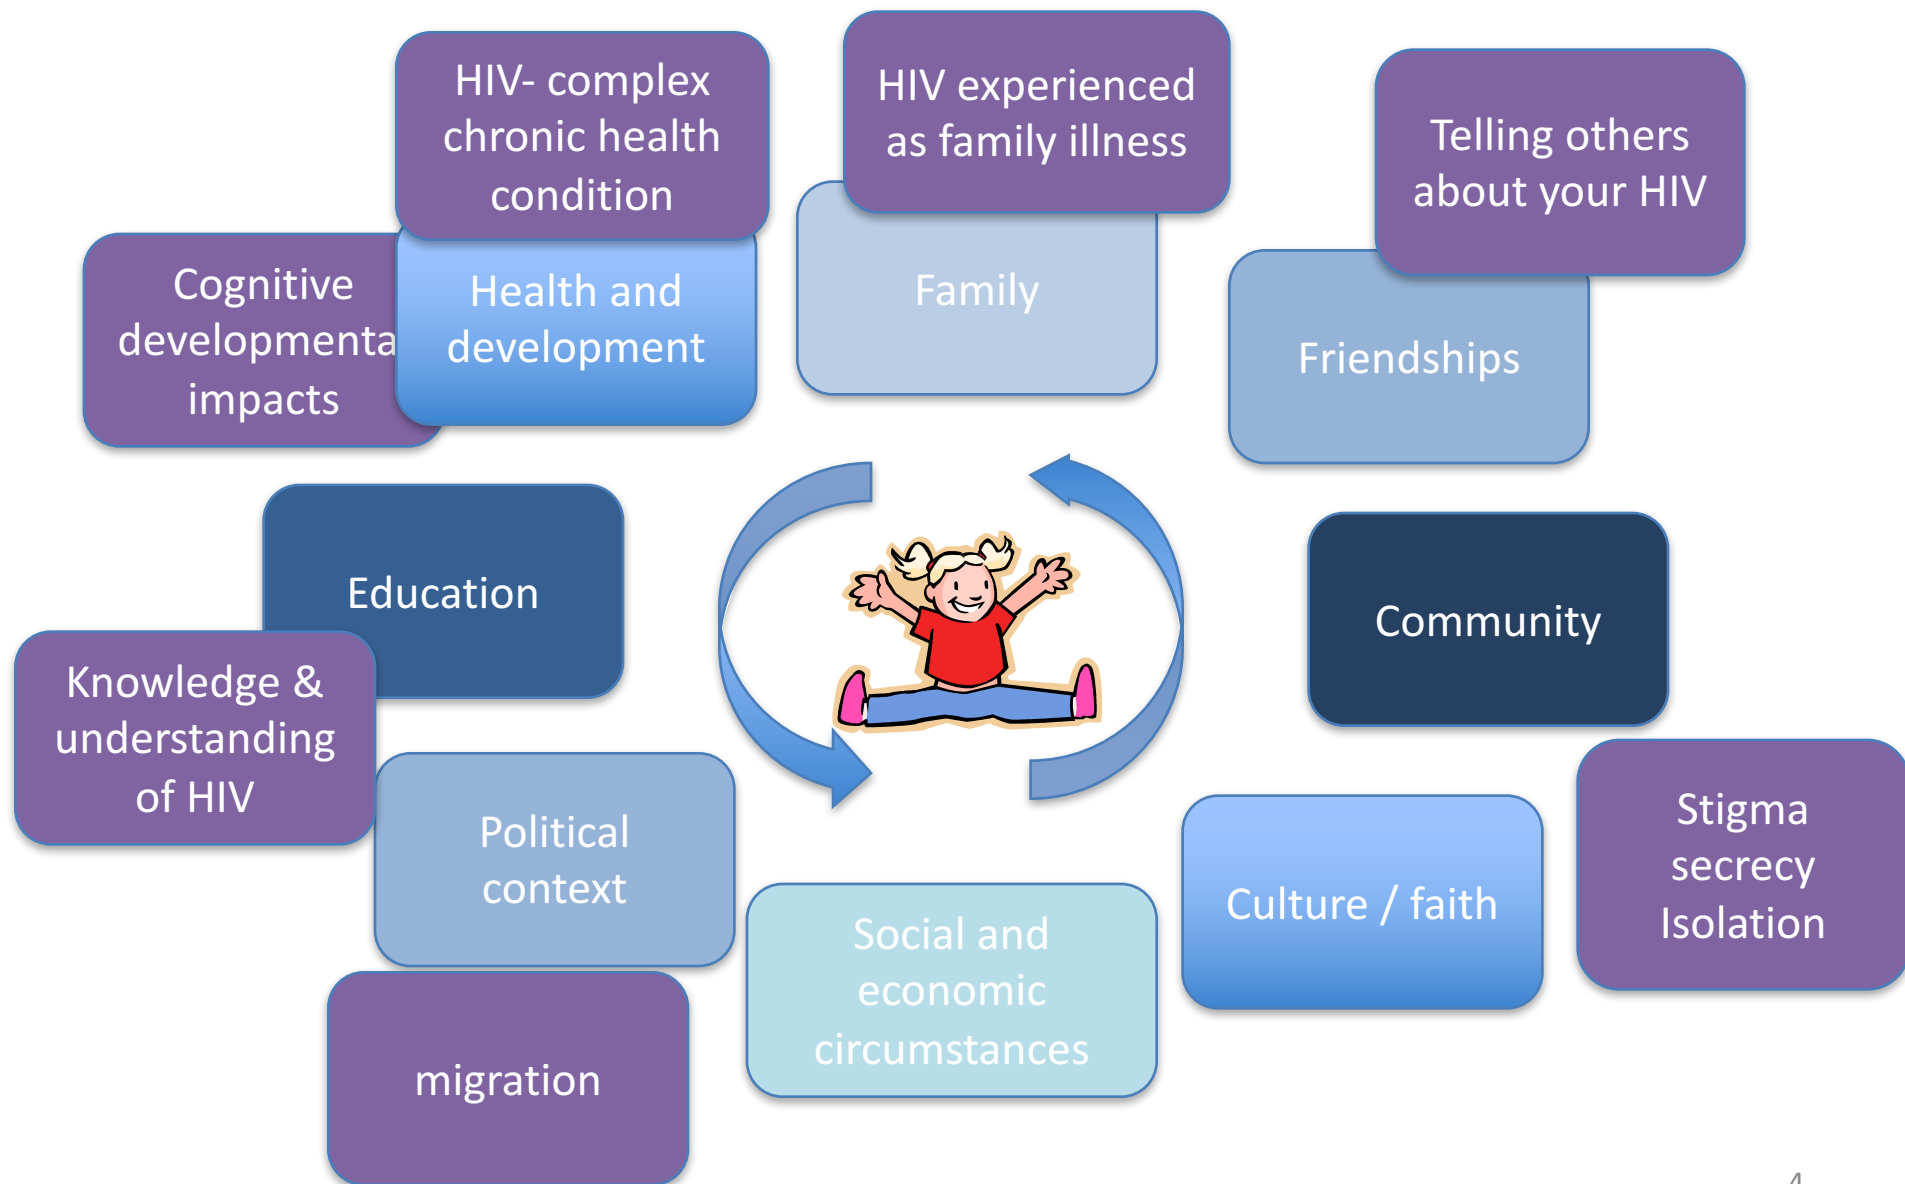 HIV- complex
chronic health
condition
HIV experienced
as family illness
Telling others
about your HIV
Cognitive
developmenta
impacts
Health and
development
Family
Friendships
Education
Community
Knowledge &
understanding
of HIV
Political
context
Stigma
secrecy
Isolation
Culture / faith
Social and
economic
circumstances
migration
4